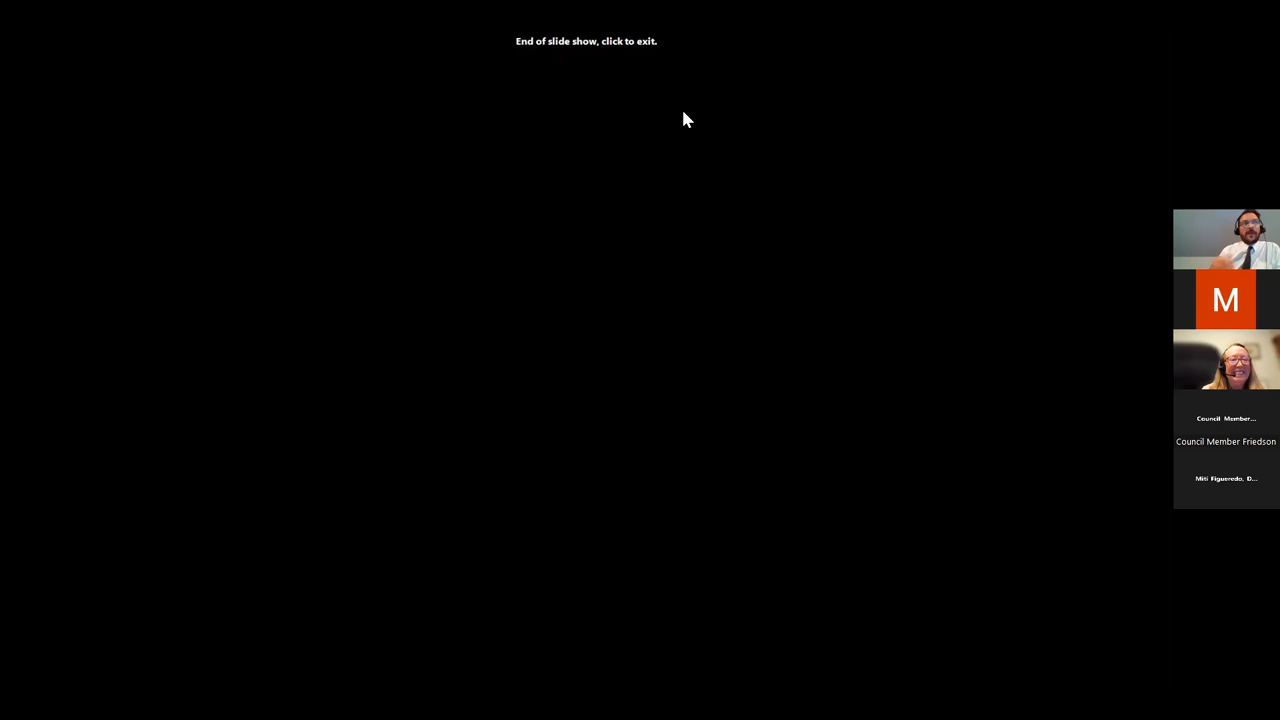 End of slide show, click to exit.
M
Council Member...
Council Member Friedson
Miti Figueredo, D...